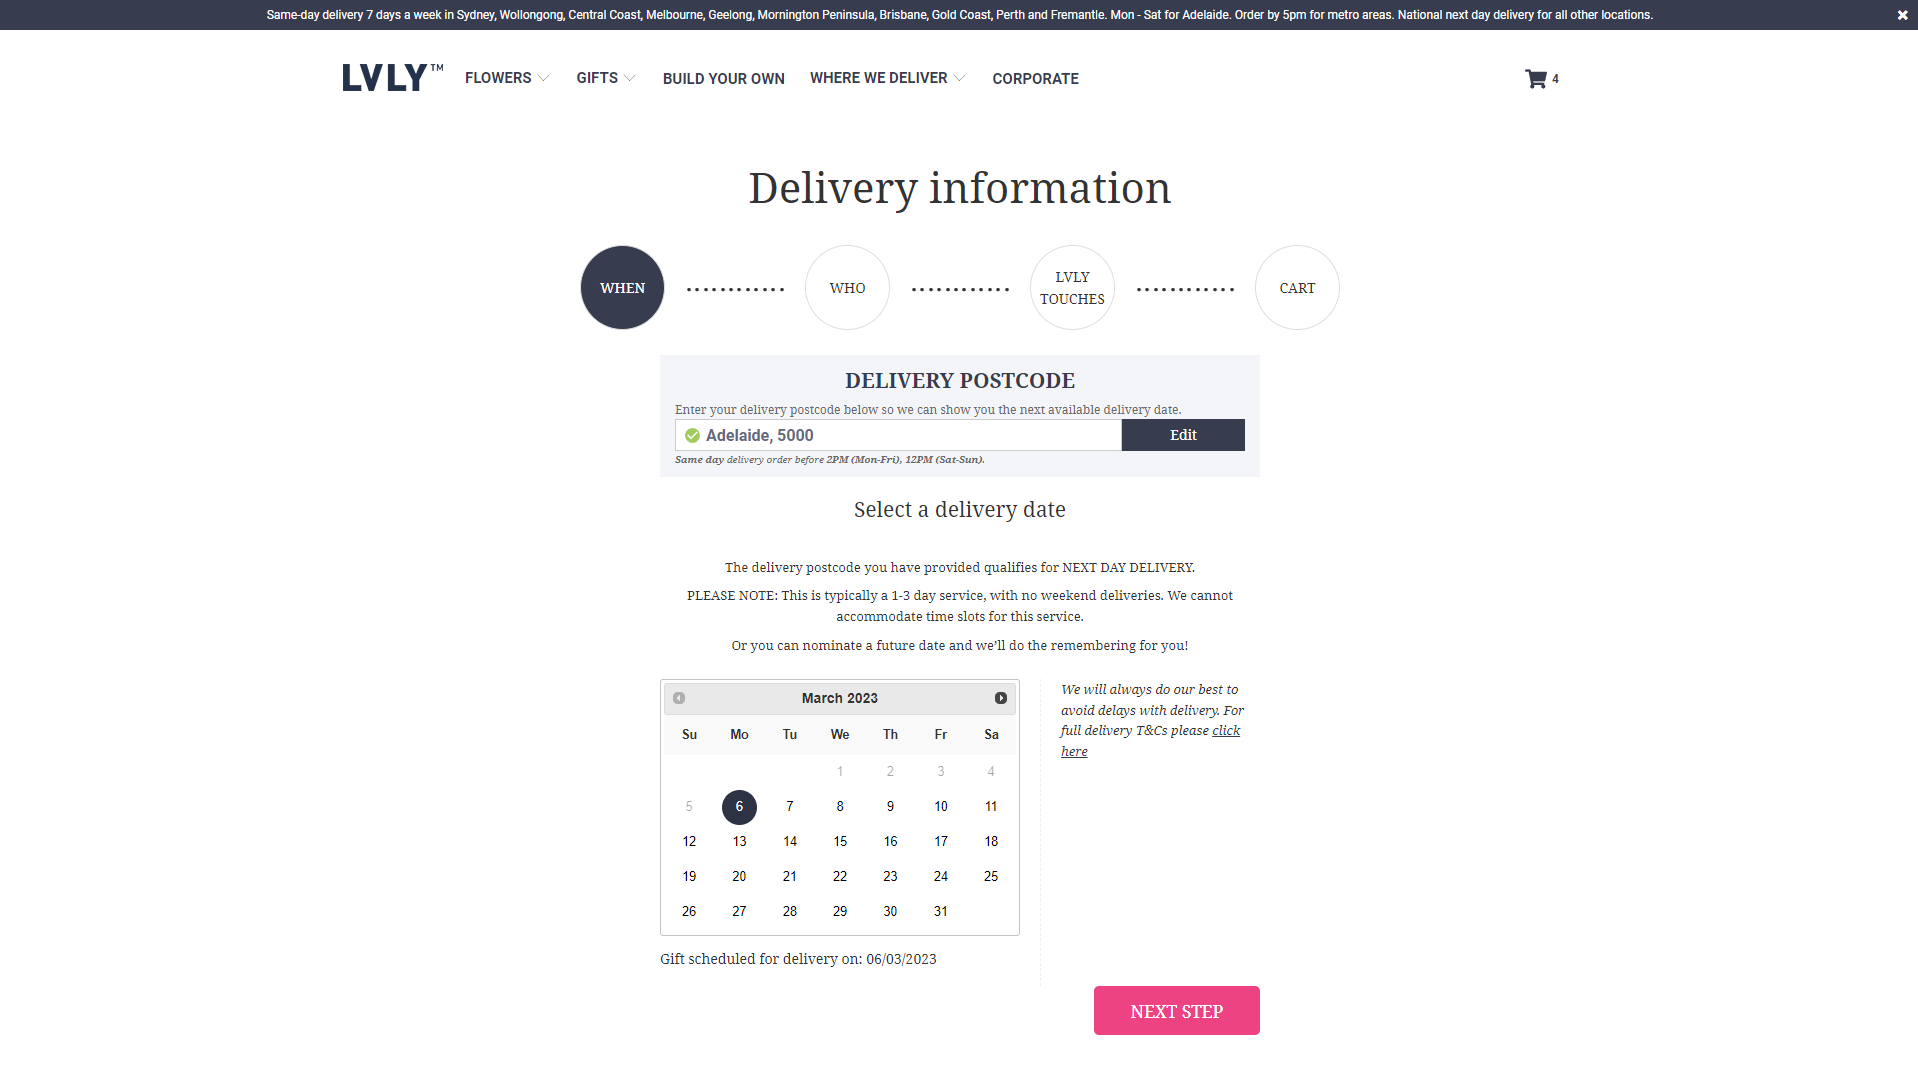 Same-day delivery 7 days a week in Sydney, Wollongong, Central Coast, Melbourne, Geelong, Mornington Peninsula, Brisbane, Gold Coast, Perth and Fremantle. Mon - Sat for Adelaide. Order by 5pm for metro areas. National next day delivery for all other locations.
LVLY™ FLOWERS GIFTS BUILD YOUR OWN WHERE WE DELIVER CORPORATE 4
Delivery information
WHEN WHO LVLY TOUCHES CART
DELIVERY POSTCODE
Enter your delivery postcode below so we can show you the next available delivery date.
Adelaide, 5000 Edit
Same day delivery order before 2PM (Mon-Fri), 12PM (Sat-Sun).
Select a delivery date
The delivery postcode you have provided qualifies for NEXT DAY DELIVERY.
PLEASE NOTE: This is typically a 1-3 day service, with no weekend deliveries. We cannot
accommodate time slots for this service.
Or you can nominate a future date and we’ll do the remembering for you!
March 2023
Su Mo Tu We Th Fr Sa
1 2 3 4
5 6 7 8 9 10 11
12 13 14 15 16 17 18
19 20 21 22 23 24 25
26 27 28 29 30 31
We will always do our best to
avoid delays with delivery. For
full delivery T&Cs please click
here
Gift scheduled for delivery on: 06/03/2023
NEXT STEP